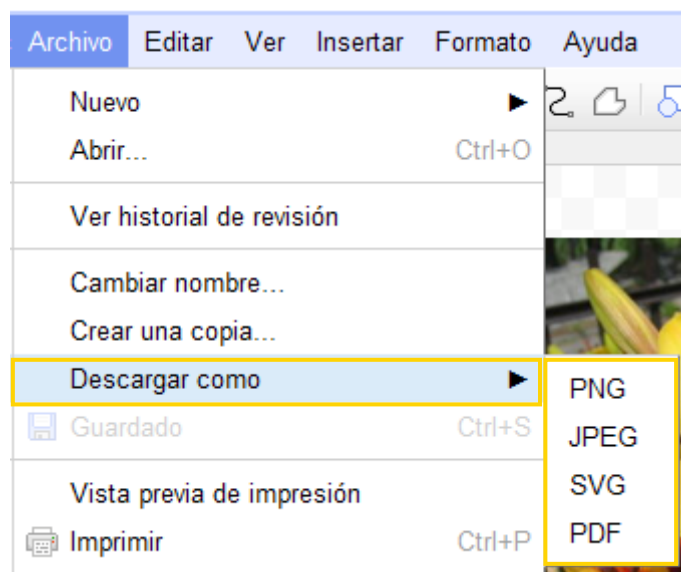 Archivo Editar Ver Insertar Formato Ayuda
Nuevo
Abrir... Ctrl+O
Ver historial de revisión
Cambiar nombre...
Crear una copia...
Descargar como
PNG
Guardado Ctrl+S
JPEG
SVG
Vista previa de impresión
PDF
Imprimir Ctrl+P